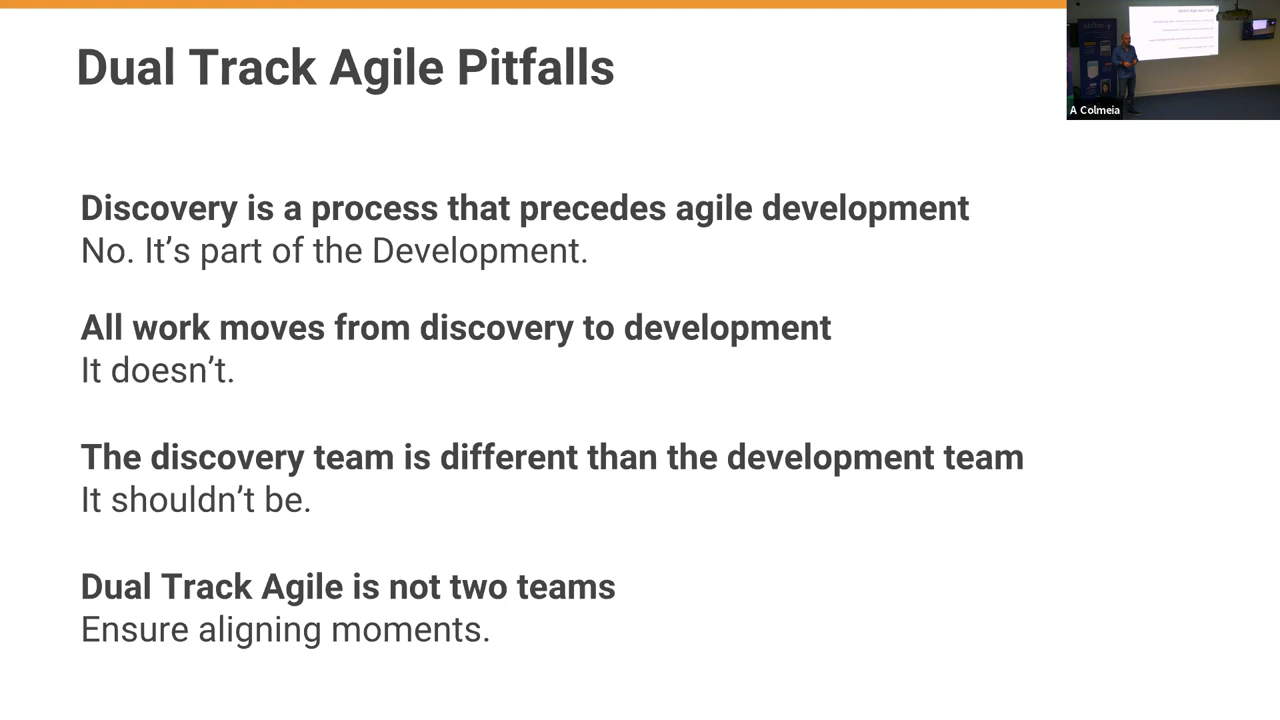 Dual Track Agile Pitfalls
A Colmeia
Discovery is a process that precedes agile development
No. It’s part of the Development.
All work moves from discovery to development
It doesn’t.
The discovery team is different than the development team
It shouldn’t be.
Dual Track Agile is not two teams
Ensure aligning moments.